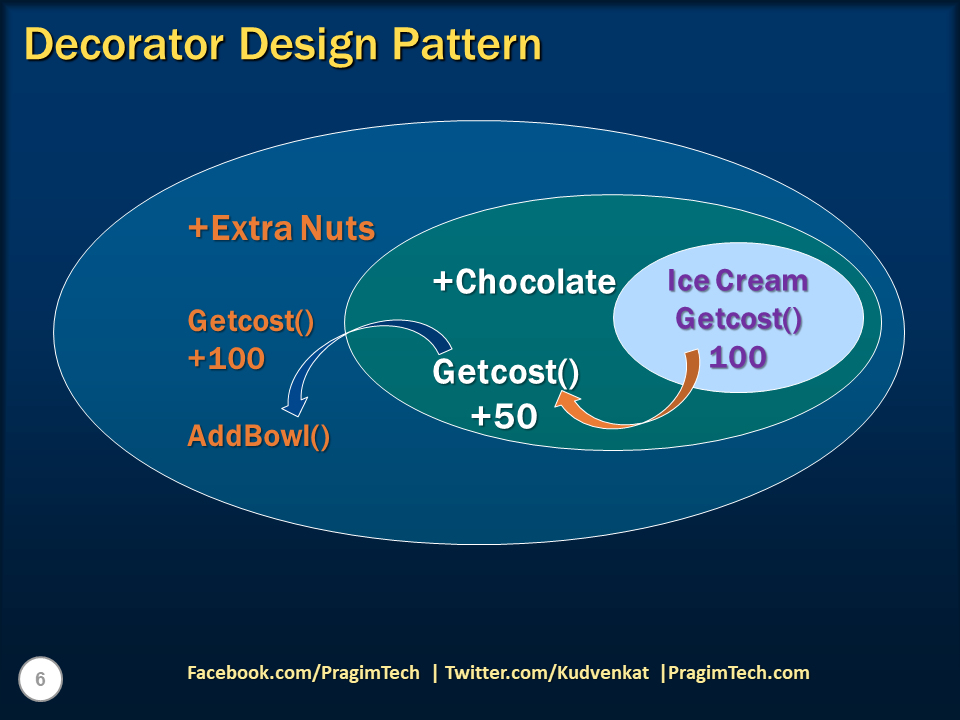 Decorator Design Pattern
+Extra Nuts
Getcost()
+100
AddBowl()
+Chocolate
Getcost()
+50
Ice Cream
Getcost()
100
6
Facebook.com/PragimTech | Twitter.com/Kudvenkat |PragimTech.com